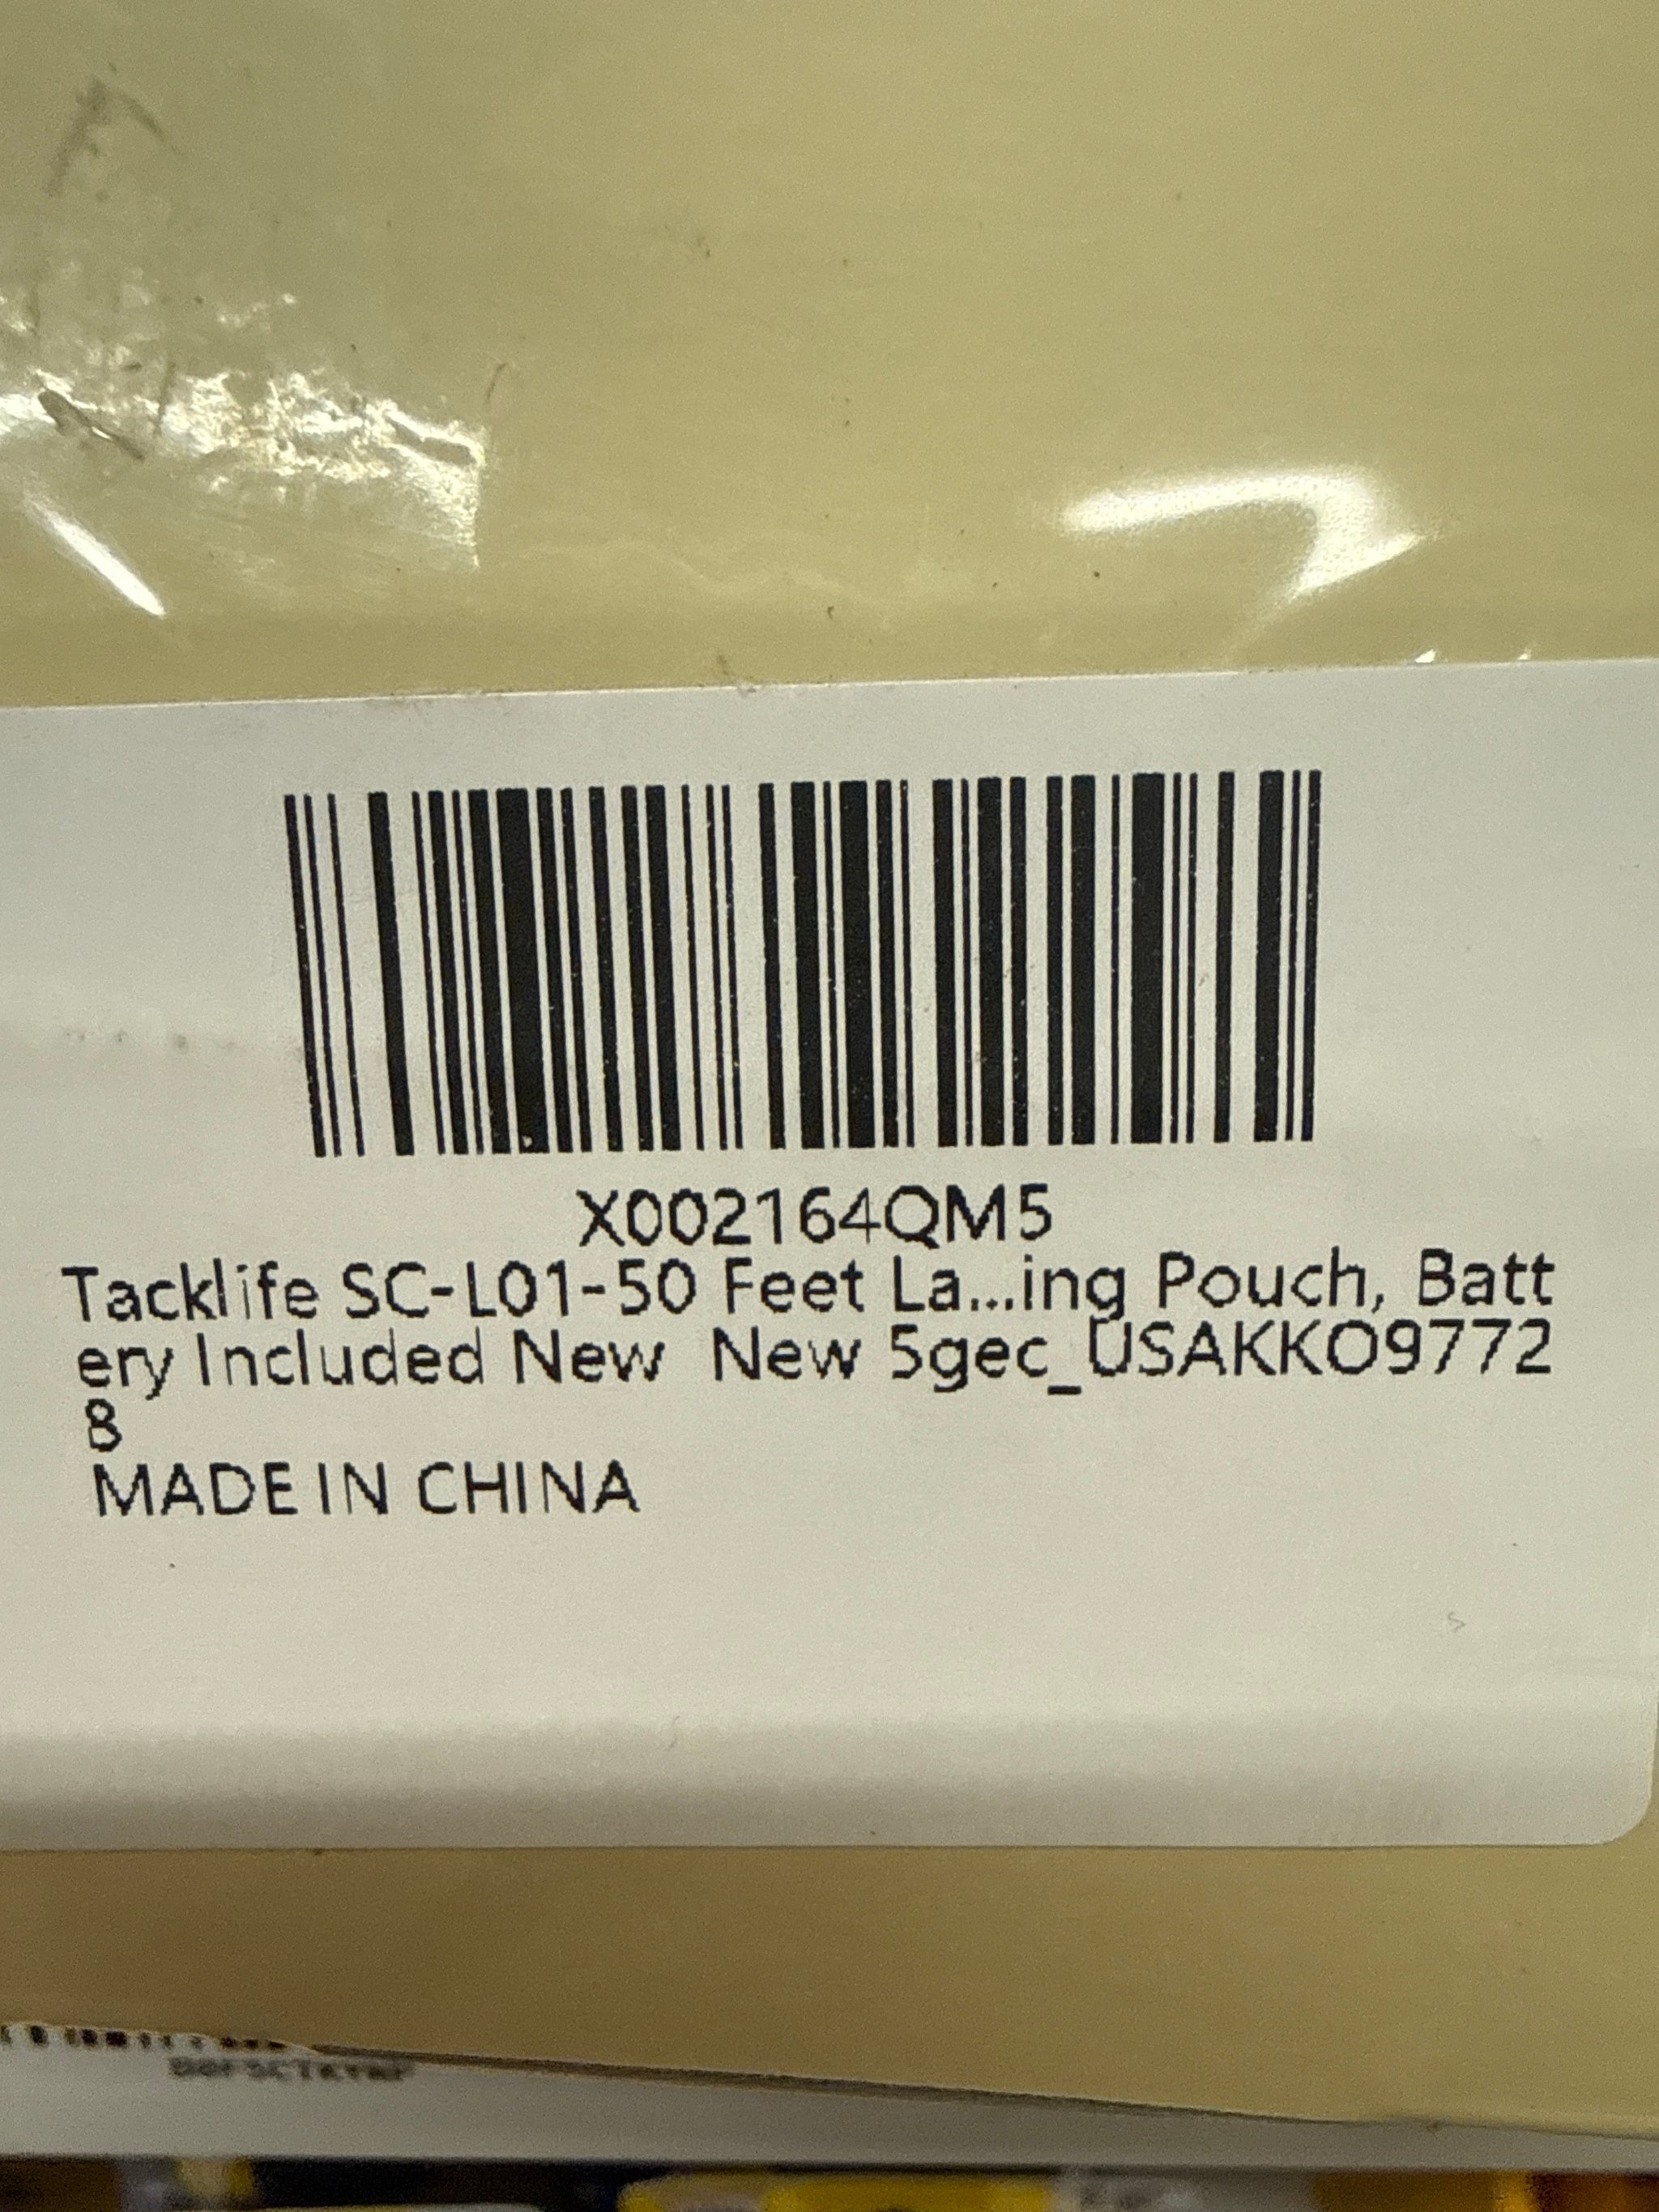 X002164QM5
Tacklife SC-L01-50 Feet La...ing Pouch, Batt
ery Included New  New 5gec_USAKKO9772
8
MADE IN CHINA